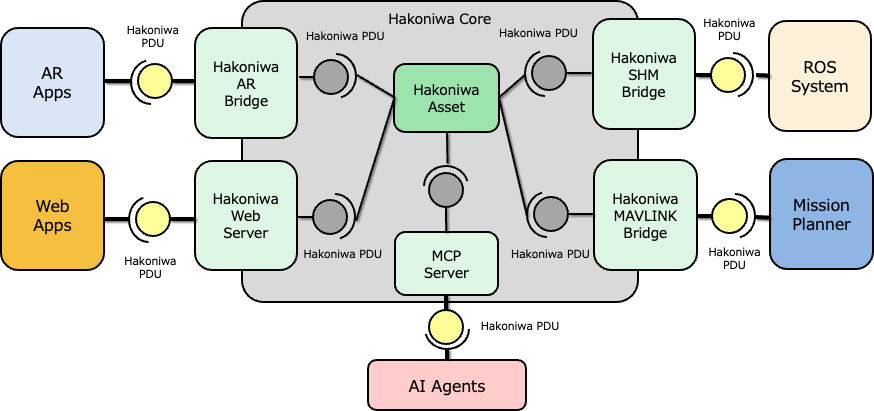 Hakoniwa Core
Hakoniwa
PDU
Hakoniwa PDU
Hakoniwa PDU
Hakoniwa
PDU
AR
Apps
Hakoniwa
AR
Bridge
Hakoniwa
Asset
Hakoniwa
SHM
Bridge
ROS
System
Web
Apps
Hakoniwa
Web
Server
Hakoniwa
MAVLINK
Bridge
Mission
Planner
Hakoniwa
PDU
Hakoniwa PDU
MCP
Server
Hakoniwa PDU
Hakoniwa
PDU
Hakoniwa PDU
AI Agents